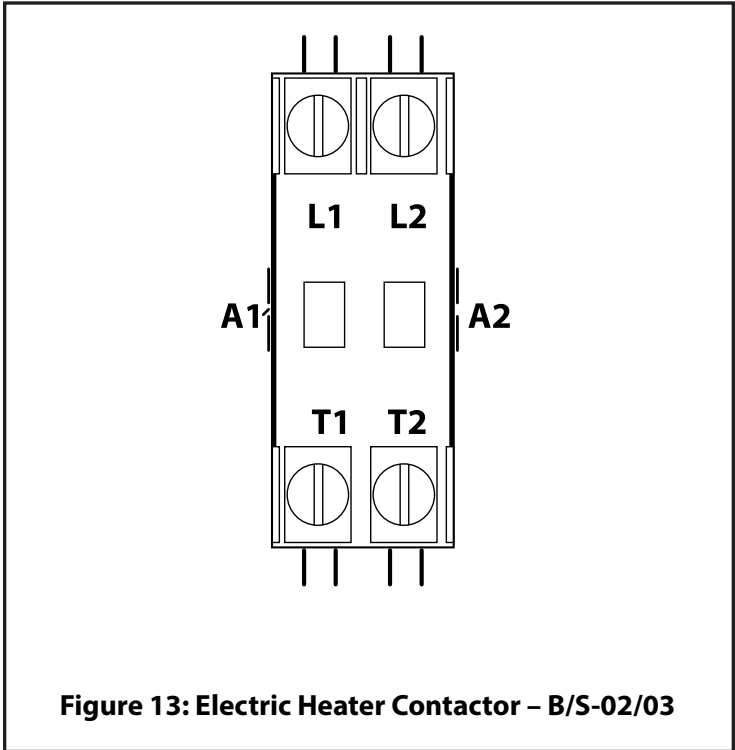 L1 L2
A1 A2
T1 T2
Figure 13: Electric Heater Contactor – B/S-02/03